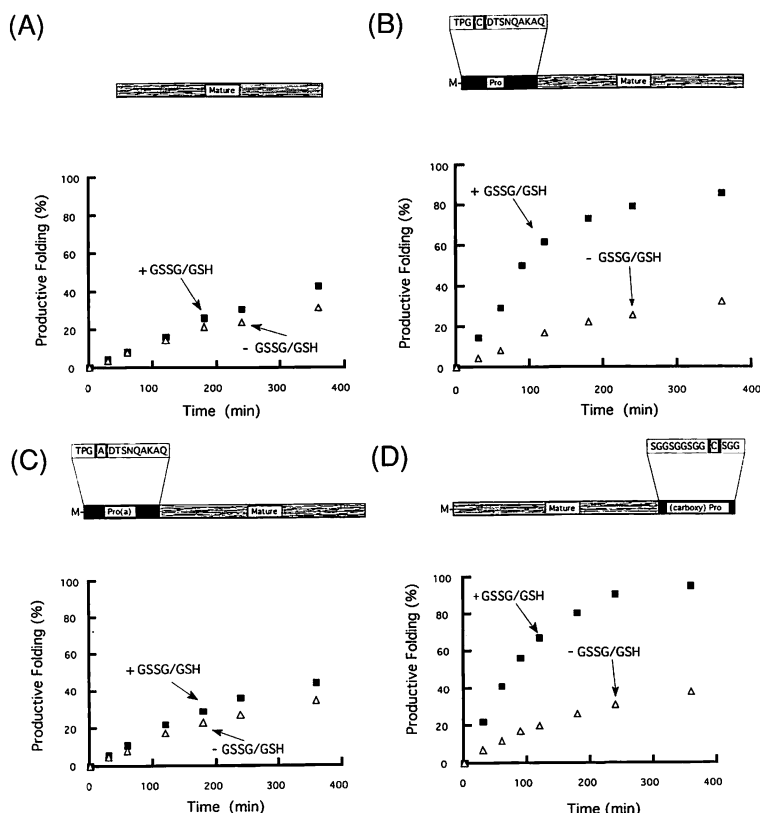 (A)
Mature
Productive Folding (%)
100
80
60
40
20
0
+ GSSG/GSH
- GSSG/GSH
0
100
200
300
400
Time (min)
(B)
TPG C DTSNQAKAQ
M-
Pro
Mature
Productive Folding (%)
100
80
60
40
20
0
+ GSSG/GSH
- GSSG/GSH
0
100
200
300
400
Time (min)
(C)
TPG A DTSNQAKAQ
M-
Pro(a)
Mature
Productive Folding (%)
100
80
60
40
20
0
+ GSSG/GSH
- GSSG/GSH
0
100
200
300
400
Time (min)
(D)
SGGSGGSGG C SGG
M-
Mature
(carboxy) Pro
Productive Folding (%)
100
80
60
40
20
0
+GSSG/GSH
- GSSG/GSH
0
100
200
300
400
Time (min)